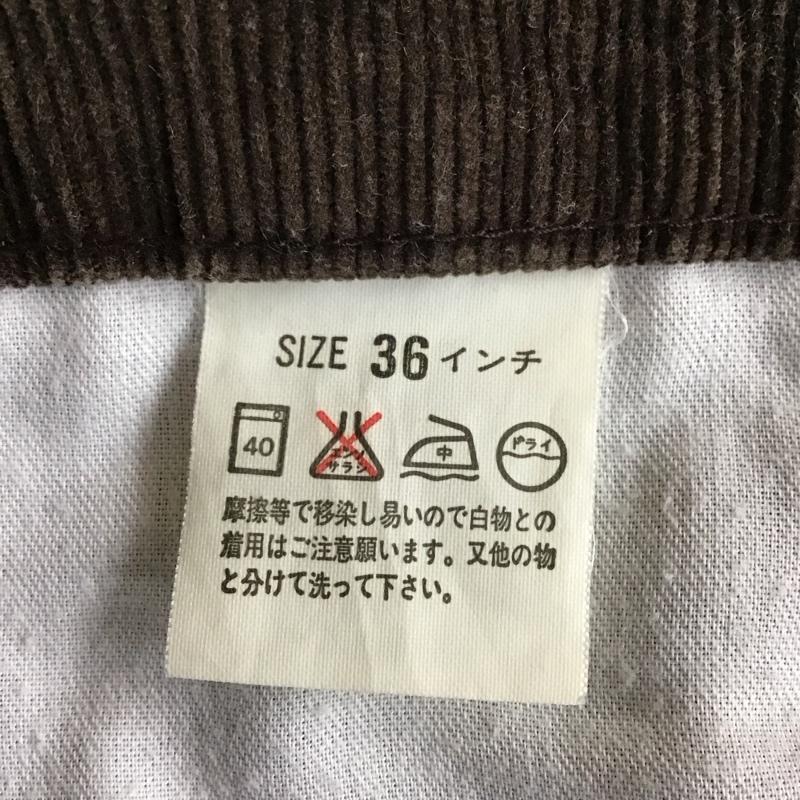 SIZE 36 インチ
40 エンソ サラシ 中 ドライ
摩擦等で移染し易いので白物との
着用はご注意願います。又他の物
と分けて洗って下さい。